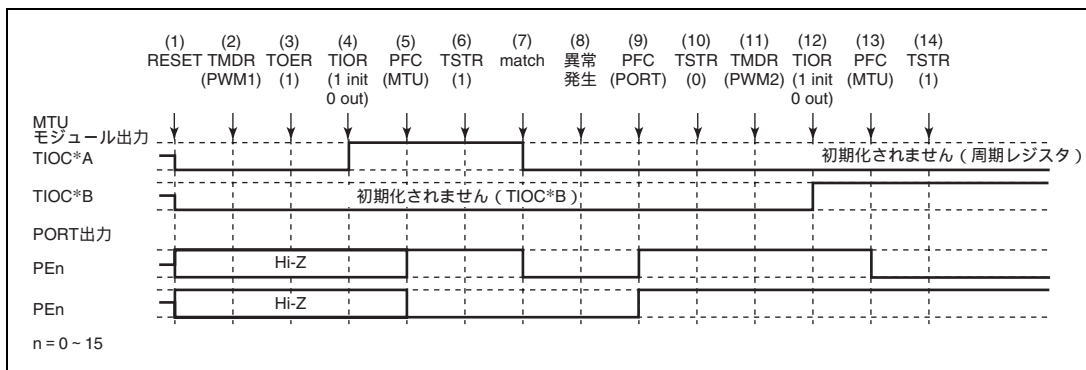 (1) (2) (3) (4) (5) (6) (7) (8) (9) (10) (11) (12) (13) (14)
RESET TMDR TOER TIOR PFC TSTR match 異常 PFC TSTR TMDR TIOR PFC TSTR
(PWM1) (1) (1 init (MTU) (1) 発生 (PORT) (0) (PWM2) (1 init (MTU) (1)
0 out) 0 out)
MTU
モジュール出力
TIOC*A 初期化されません(周期レジスタ)
TIOC*B 初期化されません(TIOC*B)
PORT出力
PEn Hi-Z
PEn Hi-Z
n = 0 ~ 15